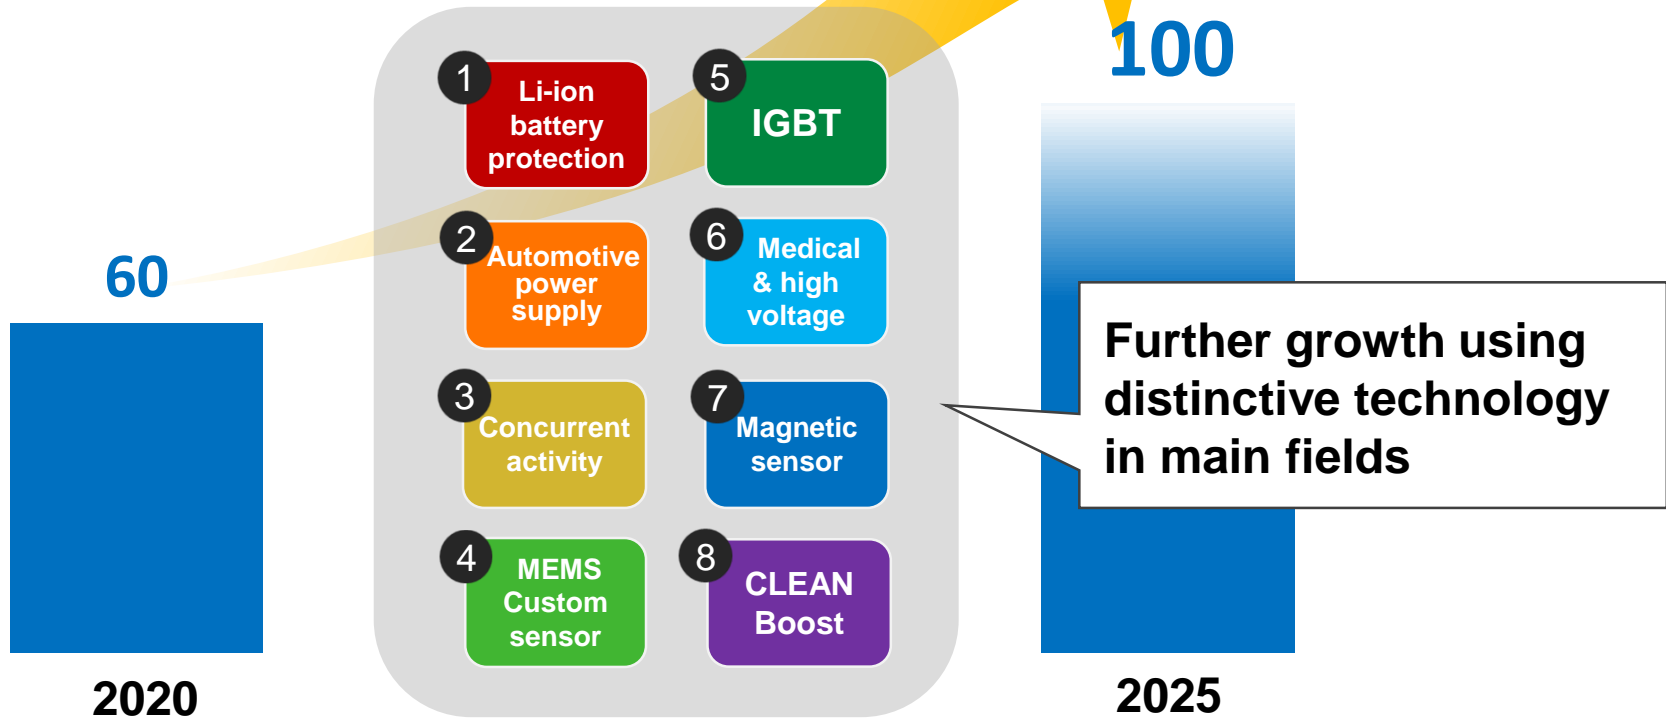 60
2020
1
Li-ion
battery
protection
2
Automotive
power
supply
3
Concurrent
activity
4
MEMS
Custom
sensor
5
IGBT
6
Medical
& high
voltage
7
Magnetic
sensor
8
CLEAN
Boost
100
Further growth using
distinctive technology
in main fields
2025